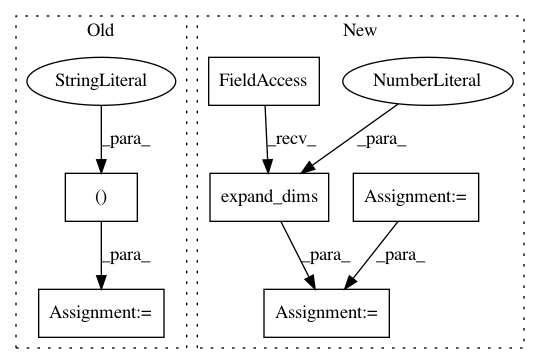 Old
New
StringLiteral
FieldAccess
NumberLiteral
_para_
_recv_
_para_
()
expand_dims
Assignment:=
_para_
_para_
_para_
Assignment:=
Assignment:=